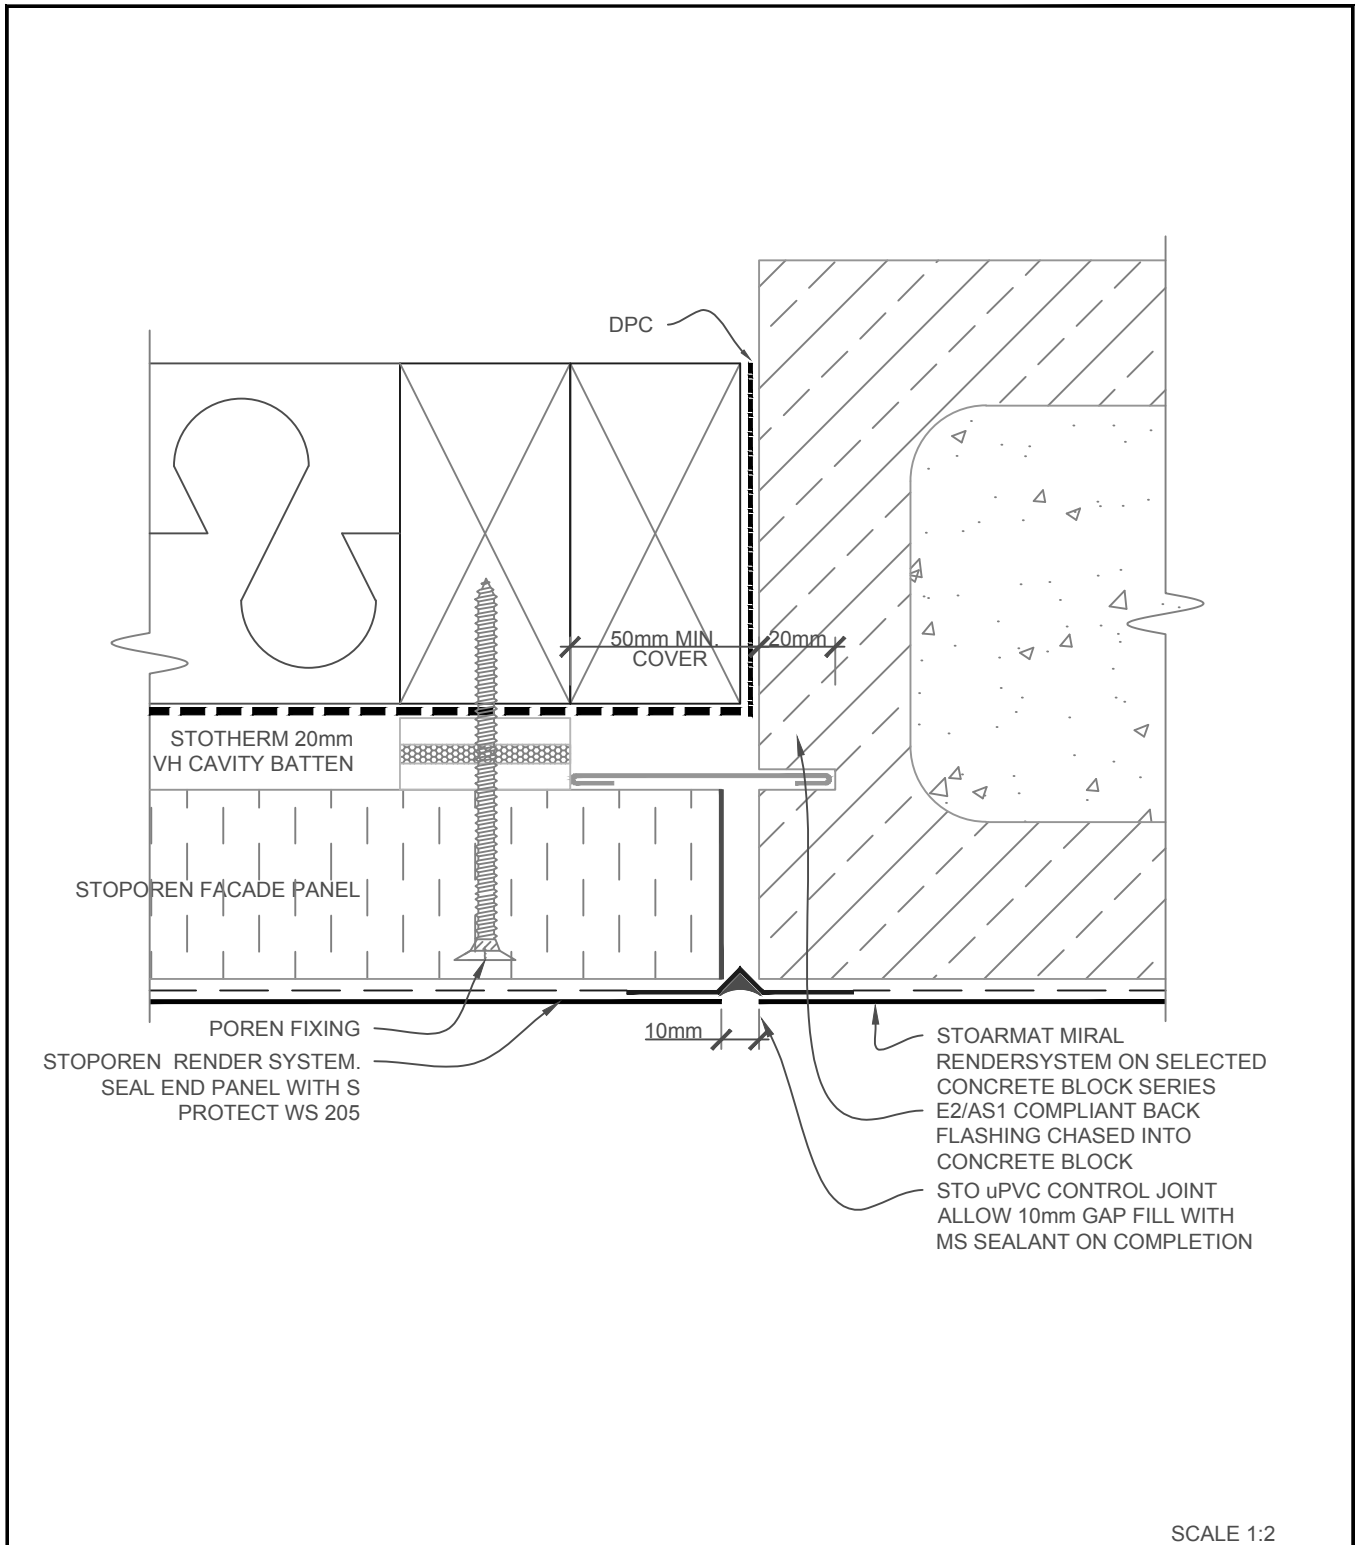 DPC
50mm MIN.
COVER
20mm
STOTHERM 20mm
VH CAVITY BATTEN
STOPOREN FACADE PANEL
POREN FIXING
STOPOREN RENDER SYSTEM.
SEAL END PANEL WITH S
PROTECT WS 205
10mm
STOARMAT MIRAL
RENDERSYSTEM ON SELECTED
CONCRETE BLOCK SERIES
E2/AS1 COMPLIANT BACK
FLASHING CHASED INTO
CONCRETE BLOCK
STO uPVC CONTROL JOINT
ALLOW 10mm GAP FILL WITH
MS SEALANT ON COMPLETION
SCALE 1:2